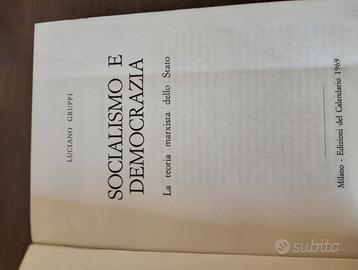 LUCIANO GRUPPI
SOCIALISMO E
DEMOCRAZIA
La teoria marxista dello Stato
Milano - Edizioni del Calendario 1969
subito